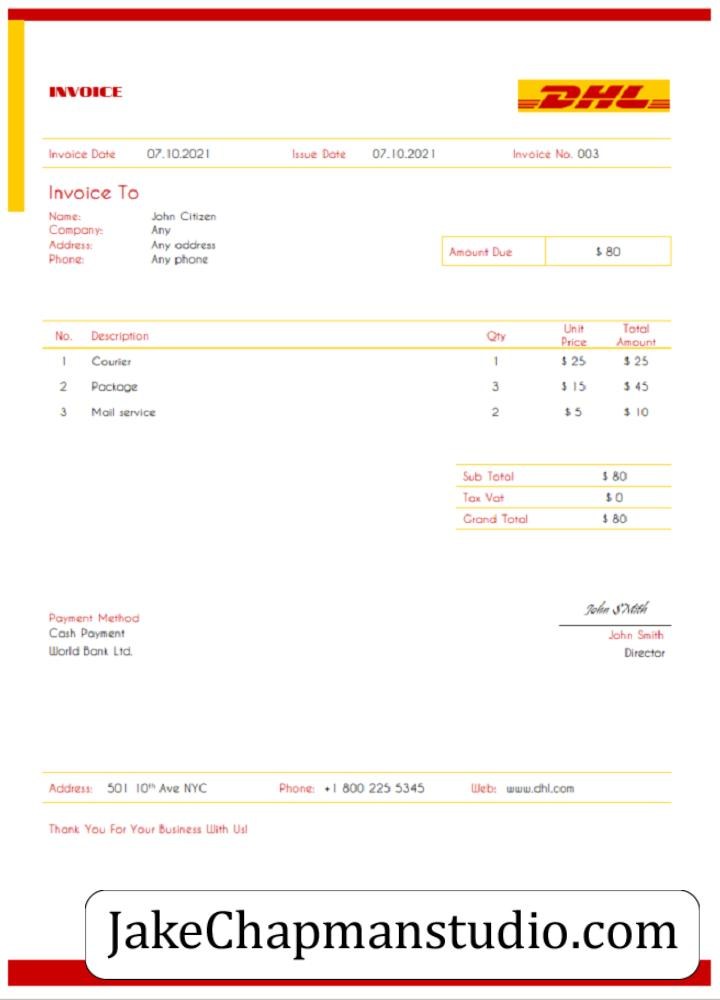 INVOICE
DHL
Invoice Date 07.10.2021 Issue Date 07.10.2021 Invoice No. 003
Invoice To
Name: John Citizen
Company: Any
Address: Any address
Phone: Any phone
Amount Due $ 80
No. Description Qty Unit Price Total Amount
1 Courier 1 $ 25 $ 25
2 Package 3 $ 15 $ 45
3 Mail service 2 $ 5 $ 10
Sub Total $ 80
Tax Vat $ 0
Grand Total $ 80
John SMith
Payment Method
Cash Payment
World Bank Ltd.
John Smith
Director
Address: 501 10th Ave NYC Phone: +1 800 225 5345 Web: www.dhl.com
Thank You For Your Business With Us!
JakeChapmanstudio.com